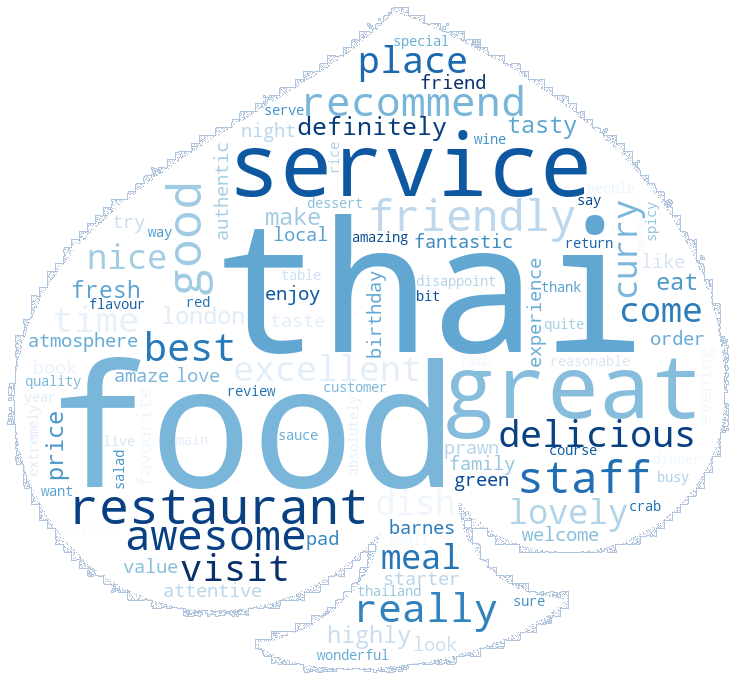 special
place
friend
recommend
serve
night
definitely
wine
tasty
service
rice
authentic
people
good
dessert
friendly
say
spicy
try
way
make
local
amazing
fantastic
return
curry
nice
thai
like
table
disappoint
experience
thank
eat
fresh
flavour
red
enjoy
bit
birthday
come
time
london
taste
quite
order
atmosphere
best
great
reasonable
evening
book
excellent
quality
amaze
love
review
customer
food
year
favourite
delicious
dinner
extremely
price
live
main
sauce
absolutely
prawn
course
family
staff
busy
want
salad
green
restaurant
dish
lovely
crab
awesome
pad
barnes
welcome
value
visit
meal
attentive
starter
thailand
really
sure
highly
look
wonderful